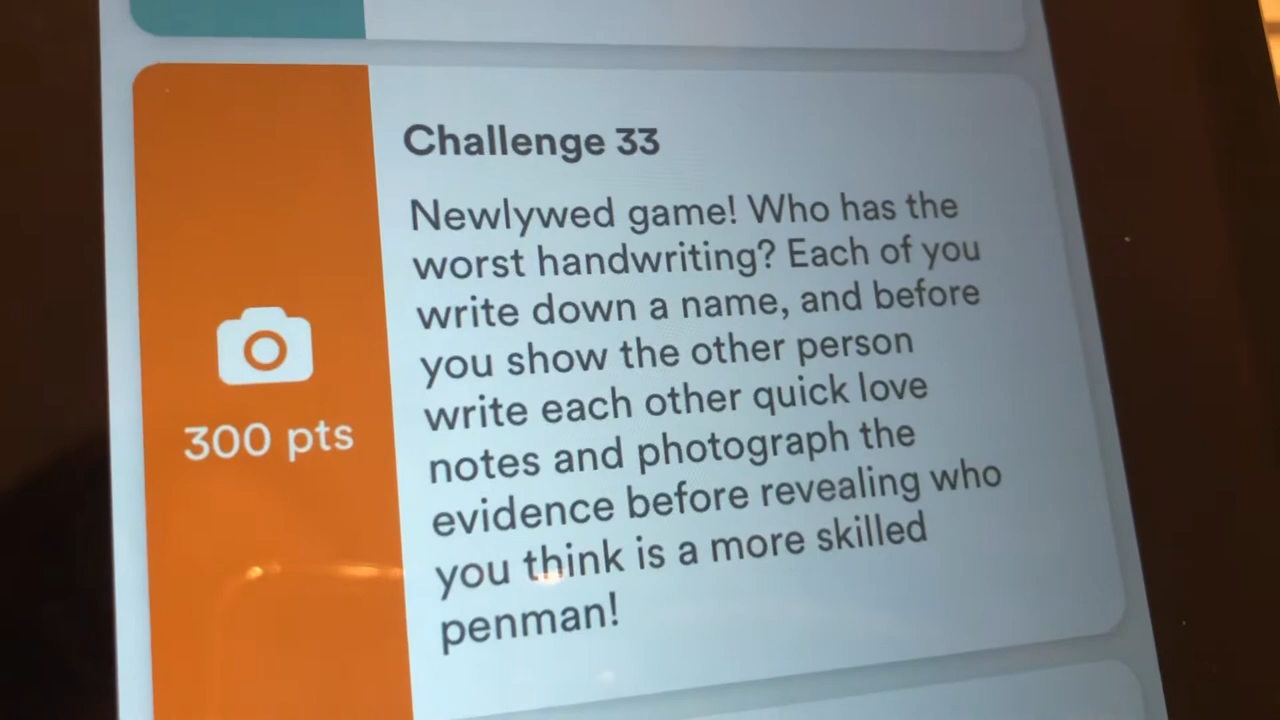 Challenge 33
Newlywed game! Who has the
worst handwriting? Each of you
write down a name, and before
you show the other person
write each other quick love
notes and photograph the
evidence before revealing who
you think is a more skilled
penman!
300 pts